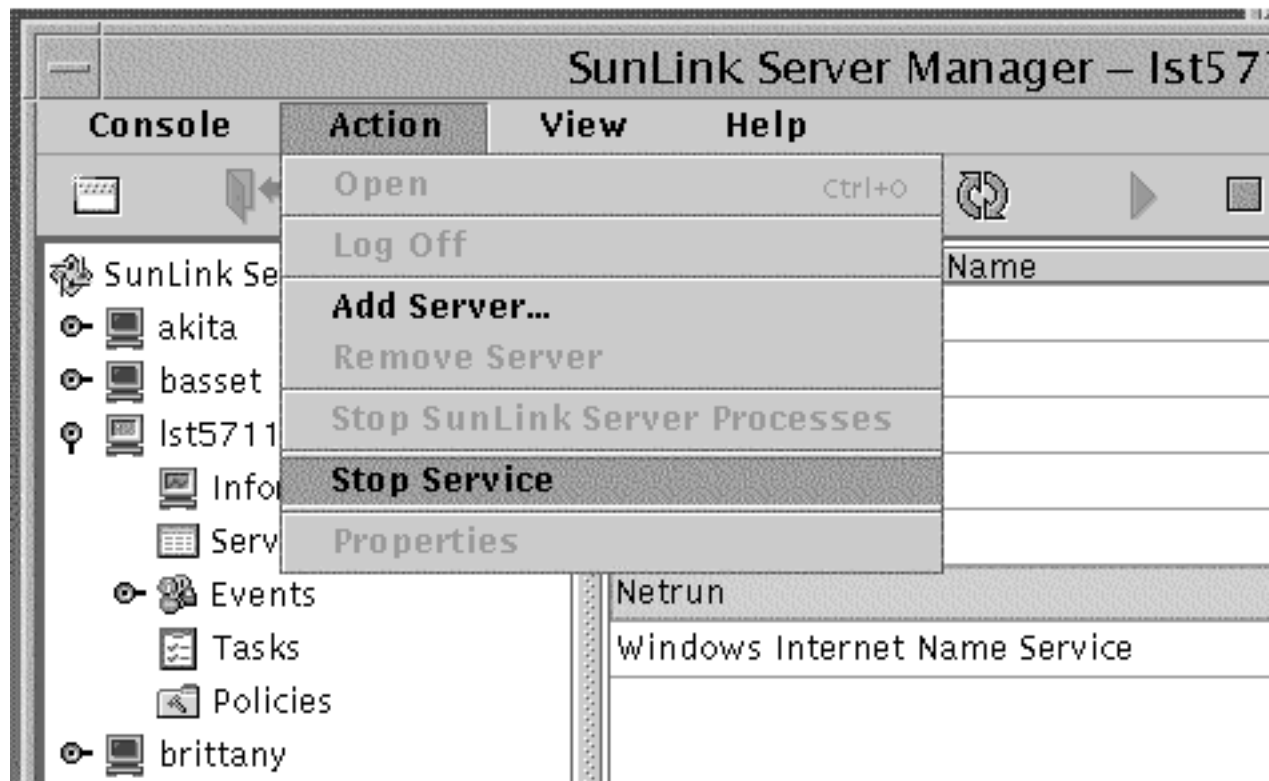 SunLink Server Manager – lst57
Console Action View Help
Open Ctrl+O
Log Off
Add Server...
Remove Server
Stop SunLink Server Processes
Stop Service
Properties
SunLink Se
akita
basset
lst5711
Infor
Serv
Events
Tasks
Policies
brittany
Name
Netrun
Windows Internet Name Service